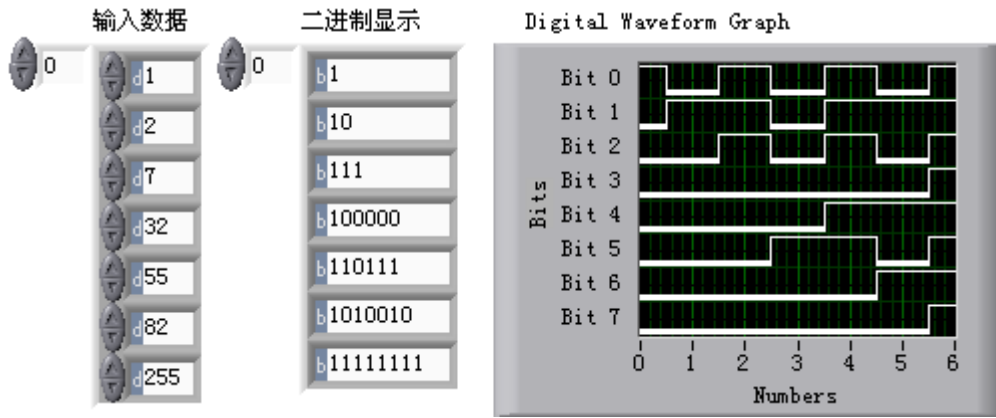 输入数据
0
d1
d2
d7
d32
d55
d82
d255
二进制显示
0
b1
b10
b111
b100000
b110111
b1010010
b11111111
Digital Waveform Graph
Bits
Bit 0
Bit 1
Bit 2
Bit 3
Bit 4
Bit 5
Bit 6
Bit 7
0 1 2 3 4 5 6
Numbers